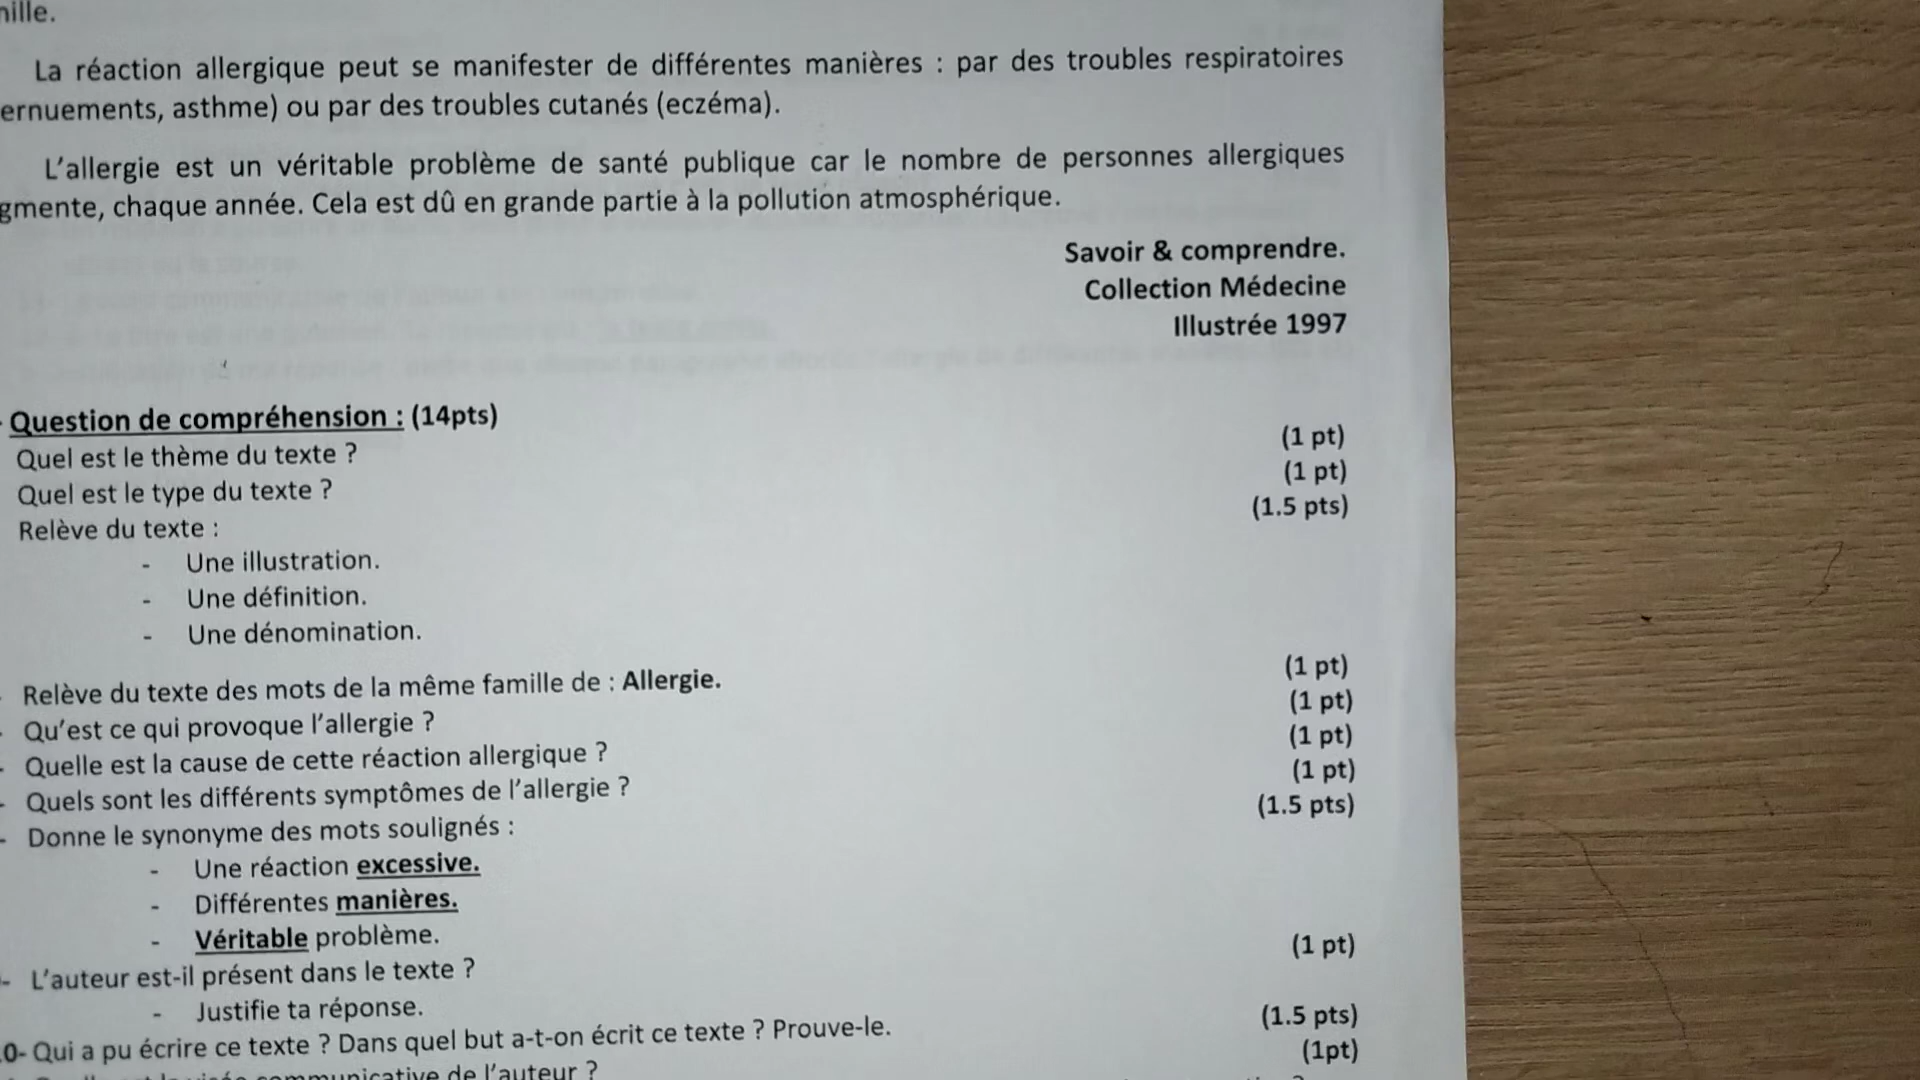 La réaction allergique peut se manifester de différentes manières : par des troubles respiratoires
ernuements, asthme) ou par des troubles cutanés (eczéma).
L'allergie est un véritable problème de santé publique car le nombre de personnes allergiques
gmente, chaque année. Cela est dû en grande partie à la pollution atmosphérique.
Savoir & comprendre.
Collection Médecine
Illustrée 1997
Question de compréhension : (14pts)
Quel est le thème du texte ? (1 pt)
Quel est le type du texte ? (1 pt)
Relève du texte : (1.5 pts)
- Une illustration.
- Une définition.
- Une dénomination.
- Relève du texte des mots de la même famille de : Allergie. (1 pt)
- Qu'est ce qui provoque l'allergie ? (1 pt)
- Quelle est la cause de cette réaction allergique ? (1 pt)
- Quels sont les différents symptômes de l'allergie ? (1 pt)
- Donne le synonyme des mots soulignés : (1.5 pts)
- Une réaction excessive.
- Différentes manières.
- Véritable problème.
- L'auteur est-il présent dans le texte ? (1 pt)
- Justifie ta réponse.
0- Qui a pu écrire ce texte ? Dans quel but a-t-on écrit ce texte ? Prouve-le. (1.5 pts)
communicative de l'auteur ? (1pt)